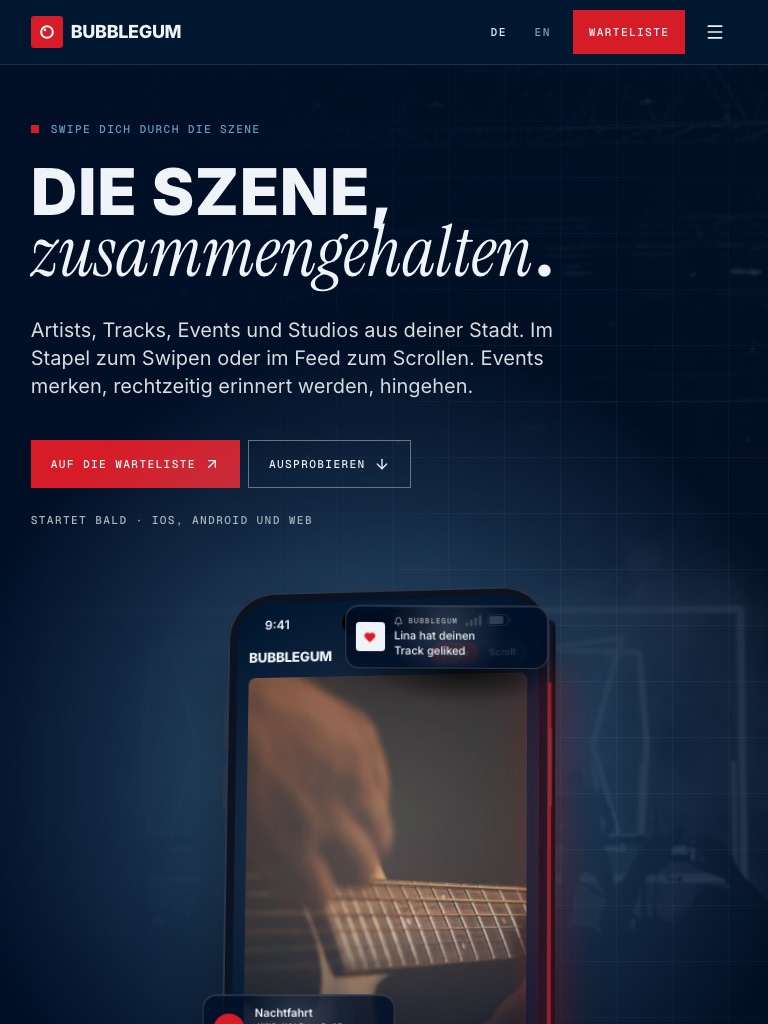 BUBBLEGUM
DE EN WARTELISTE
SWIPE DICH DURCH DIE SZENE
DIE SZENE,
zusammengehalten.
Artists, Tracks, Events und Studios aus deiner Stadt. Im
Stapel zum Swipen oder im Feed zum Scrollen. Events
merken, rechtzeitig erinnert werden, hingehen.
AUF DIE WARTELISTE
AUSPROBIEREN
STARTET BALD · IOS, ANDROID UND WEB
9:41
BUBBLEGUM
Lina hat deinen
Track geliked
BUBBLEGUM
Scroll
Nachtfahrt